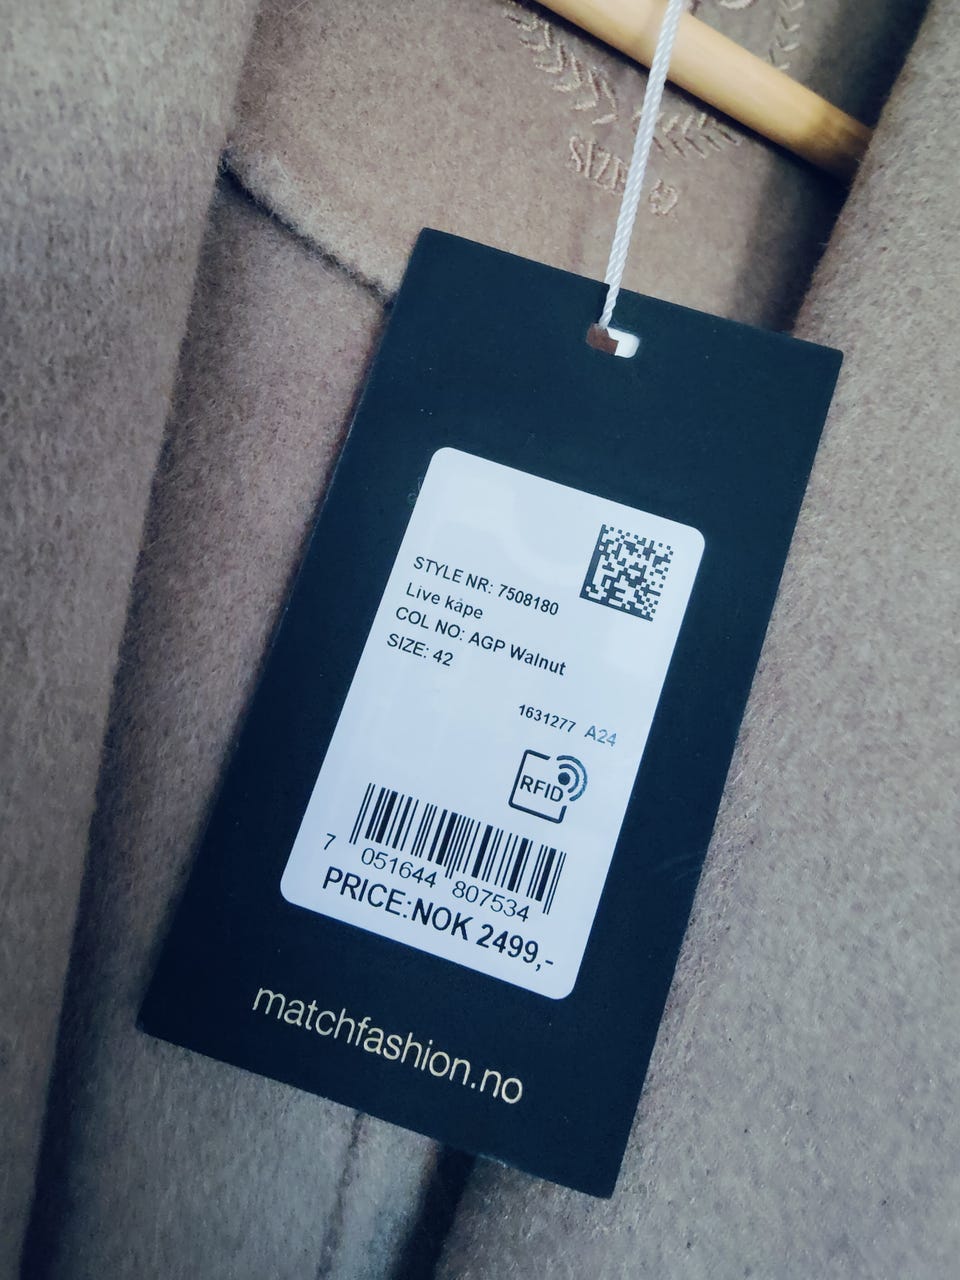 SIZE 42
STYLE NR: 7508180
Live kåpe
COL NO: AGP Walnut
SIZE: 42
1631277 A24
RFID
7 051644 807534
PRICE:NOK 2499,-
matchfashion.no